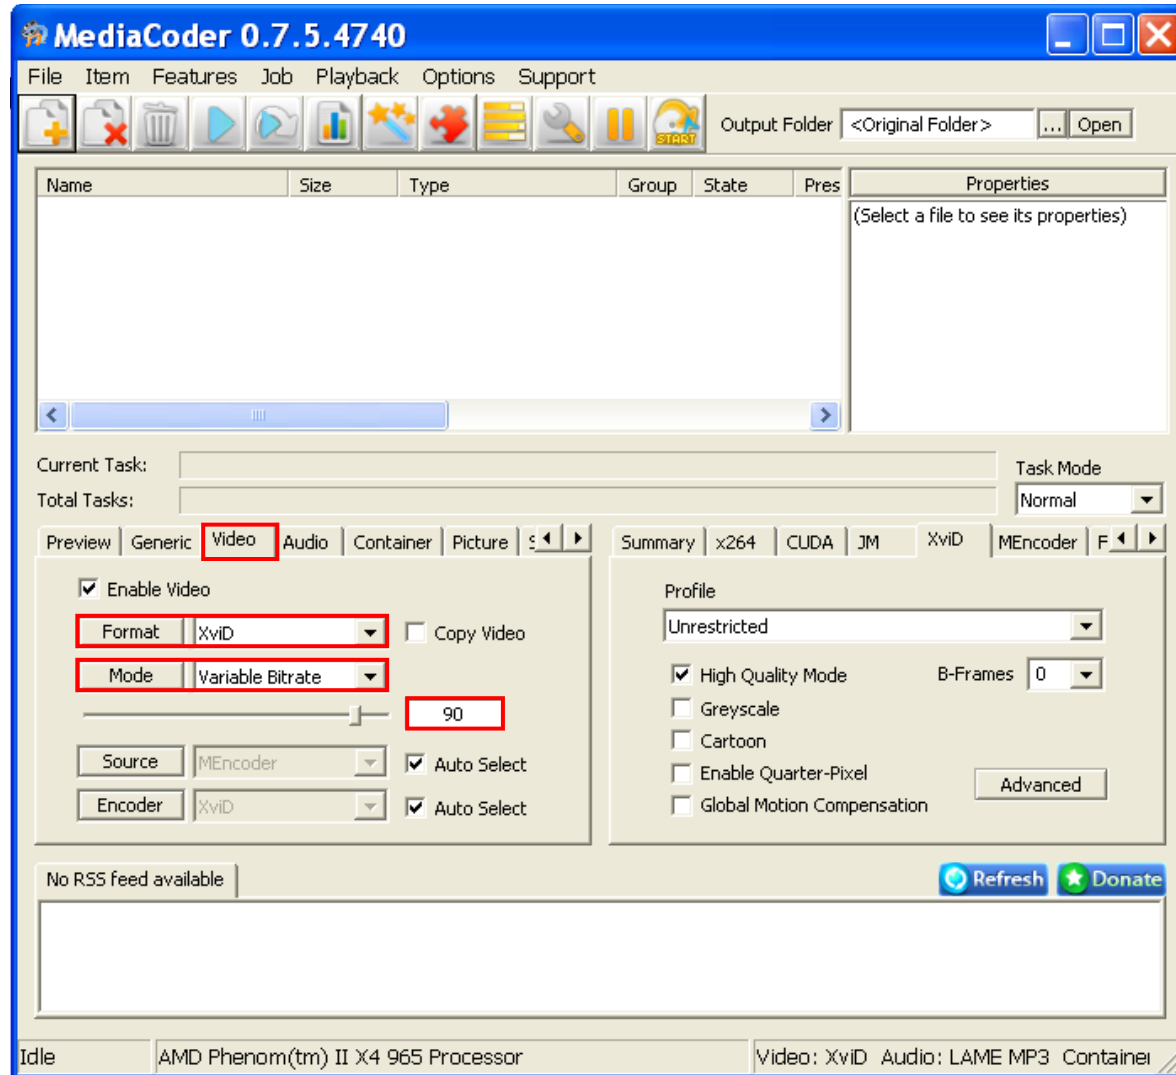 MediaCoder 0.7.5.4740
File Item Features Job Playback Options Support
START
Output Folder <Original Folder> ... Open
Name Size Type Group State Pres
Properties
(Select a file to see its properties)
Current Task:
Total Tasks:
Task Mode
Normal
Preview Generic Video Audio Container Picture S
Enable Video
Format XviD Copy Video
Mode Variable Bitrate
90
Source MEncoder Auto Select
Encoder XviD Auto Select
Summary x264 CUDA JM XviD MEncoder F
Profile
Unrestricted
High Quality Mode B-Frames 0
Greyscale
Cartoon
Enable Quarter-Pixel
Global Motion Compensation
Advanced
No RSS feed available
Refresh Donate
Idle AMD Phenom(tm) II X4 965 Processor Video: XviD Audio: LAME MP3 Container